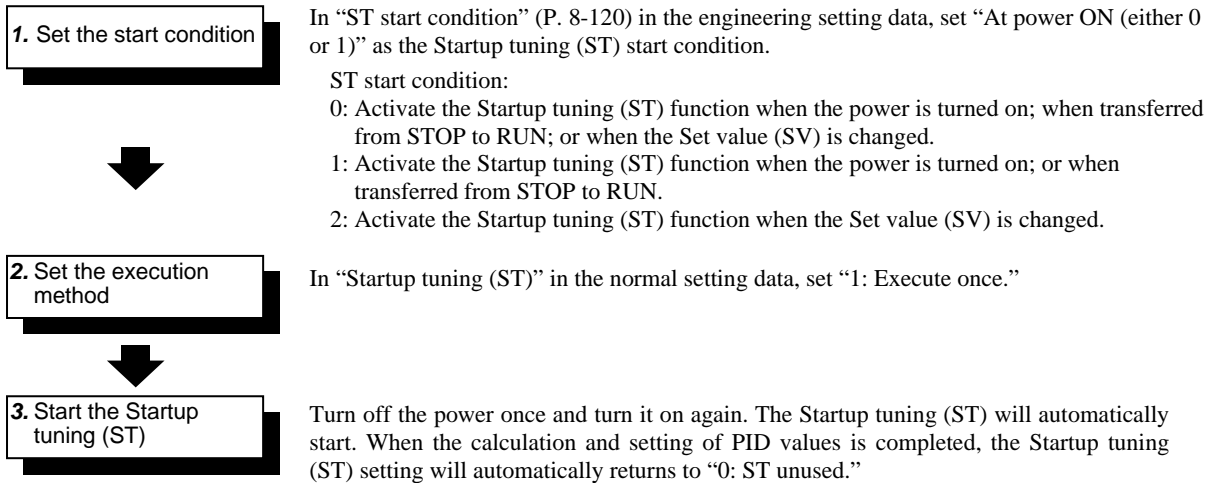 1. Set the start condition
In “ST start condition” (P. 8-120) in the engineering setting data, set “At power ON (either 0
or 1)” as the Startup tuning (ST) start condition.
ST start condition:
0: Activate the Startup tuning (ST) function when the power is turned on; when transferred
from STOP to RUN; or when the Set value (SV) is changed.
1: Activate the Startup tuning (ST) function when the power is turned on; or when
transferred from STOP to RUN.
2: Activate the Startup tuning (ST) function when the Set value (SV) is changed.
2. Set the execution
method
In “Startup tuning (ST)” in the normal setting data, set “1: Execute once.”
3. Start the Startup
tuning (ST)
Turn off the power once and turn it on again. The Startup tuning (ST) will automatically
start. When the calculation and setting of PID values is completed, the Startup tuning
(ST) setting will automatically returns to “0: ST unused.”